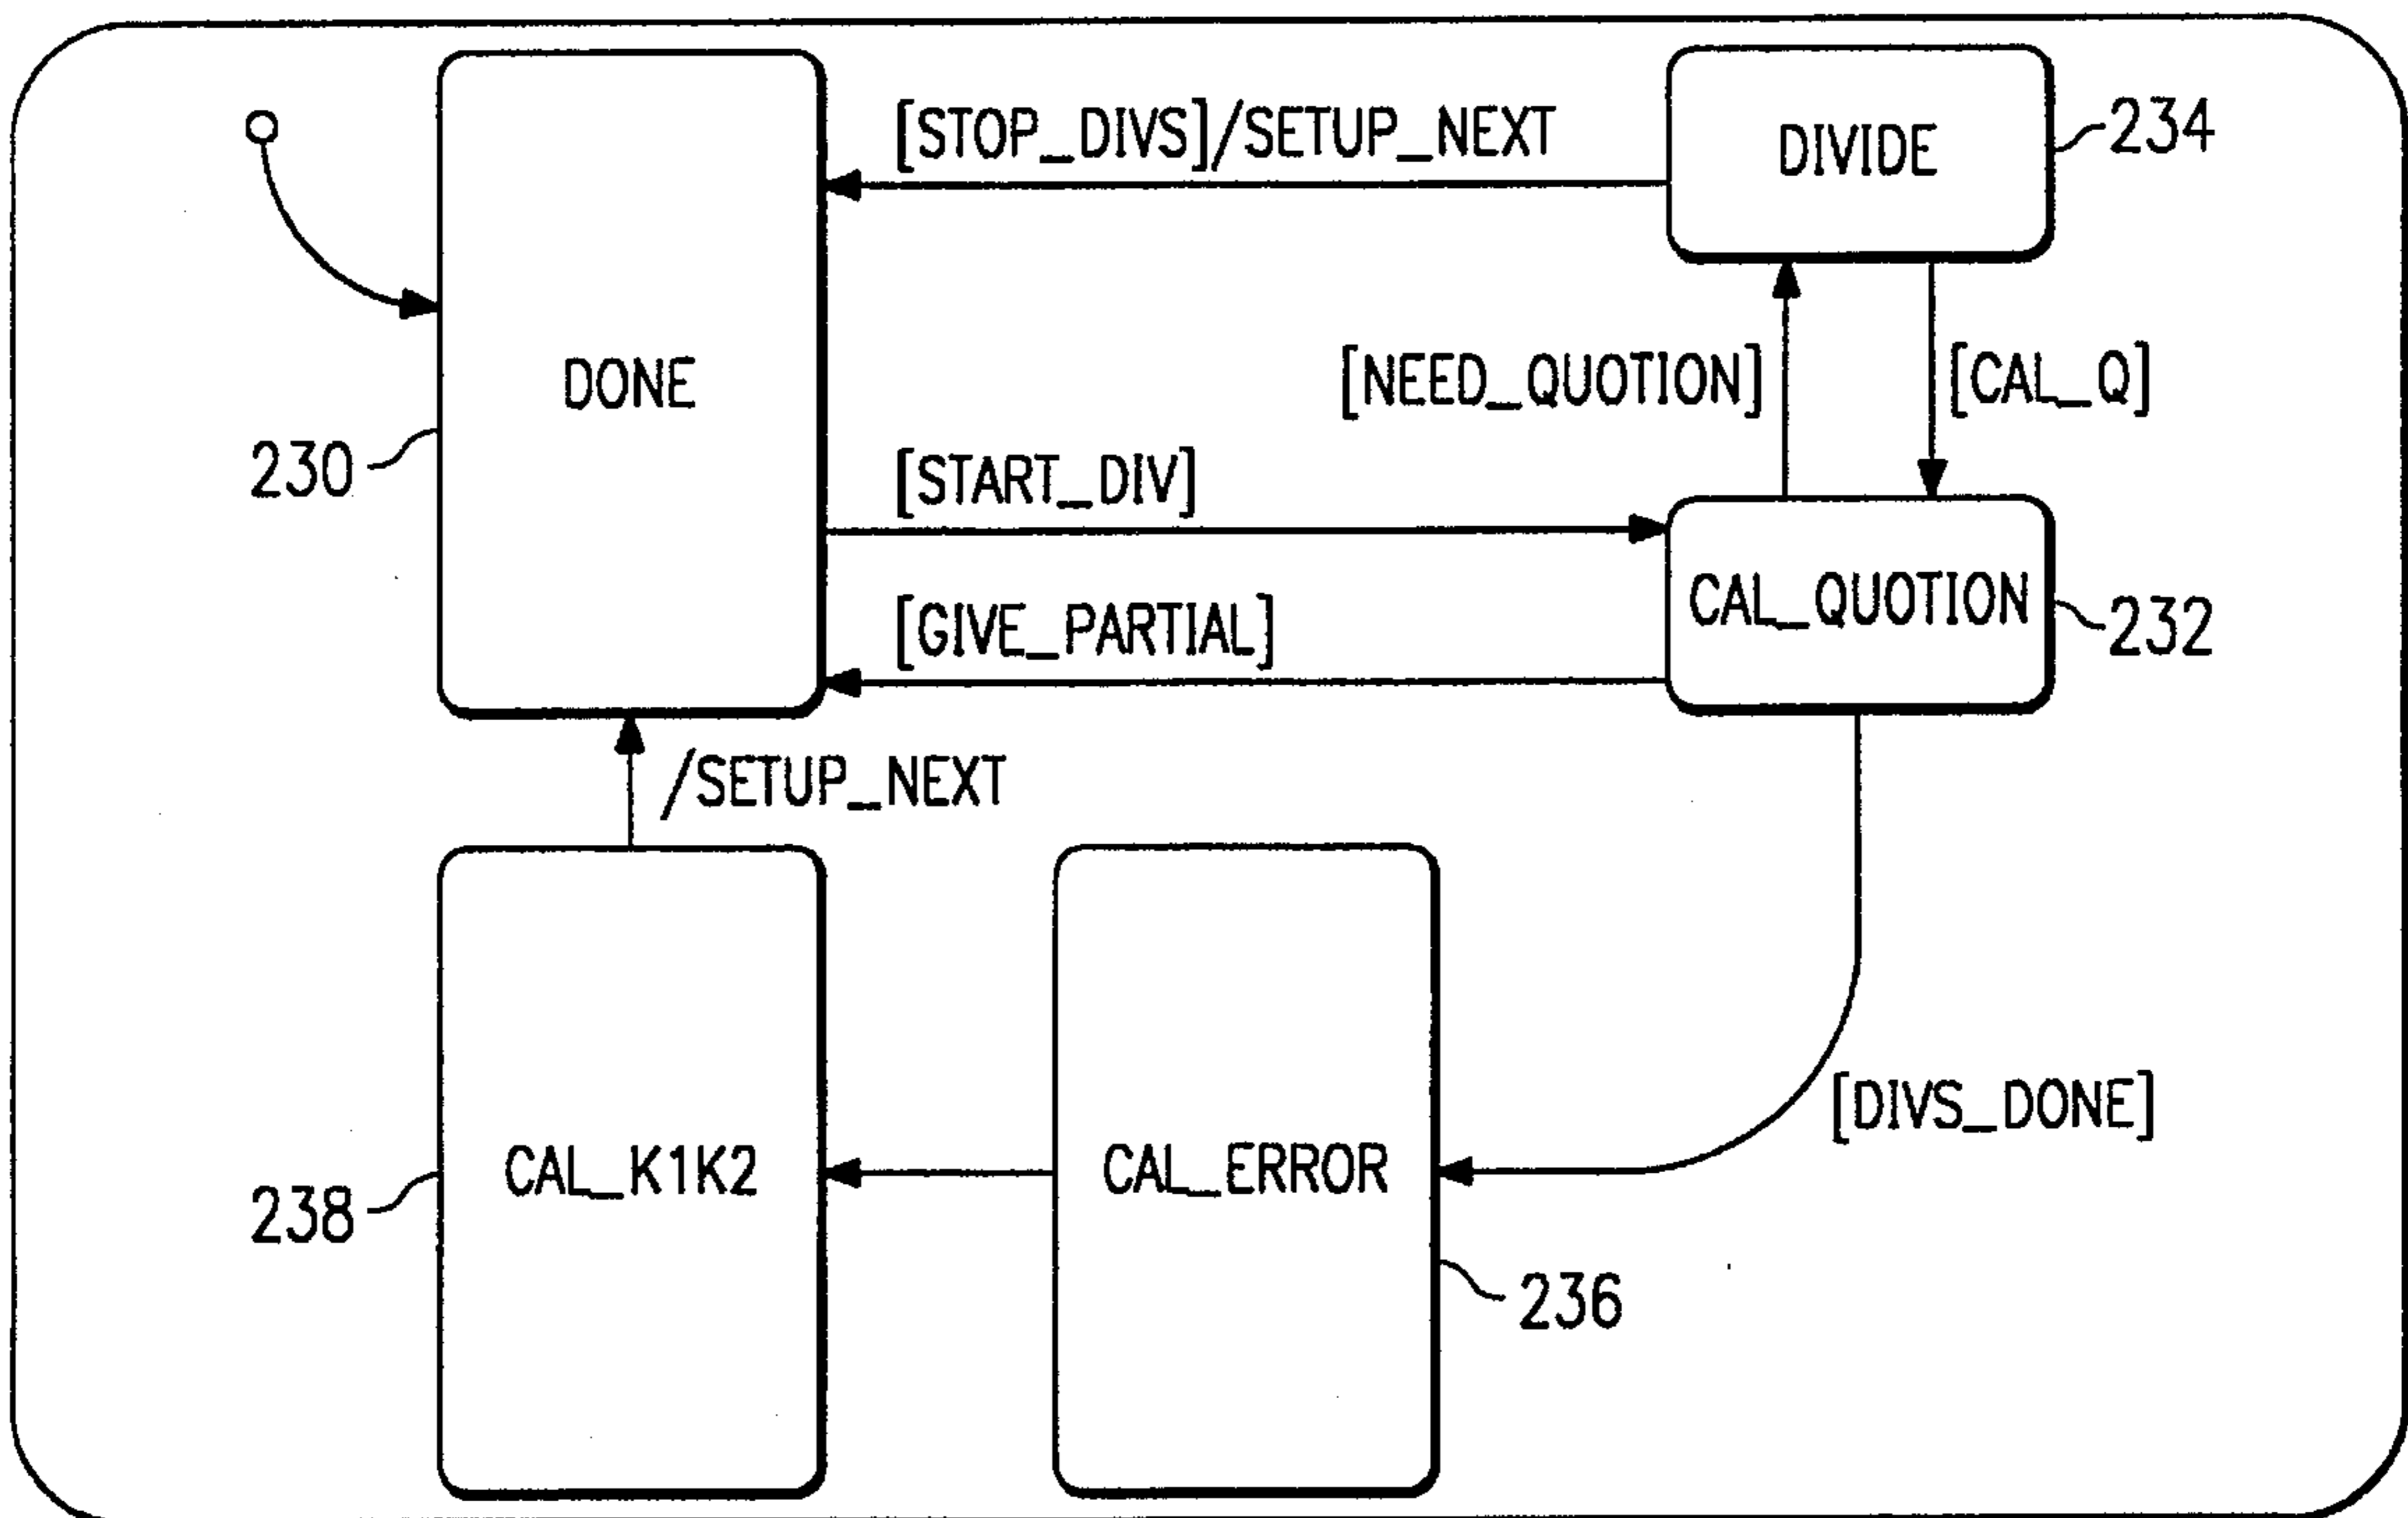 [STOP_DIVS]/SETUP_NEXT
DIVIDE
234
DONE
230
[NEED_QUOTION]
[CAL_Q]
[START_DIV]
CAL_QUOTION
232
[GIVE_PARTIAL]
/SETUP_NEXT
[DIVS_DONE]
CAL_K1K2
238
CAL_ERROR
236